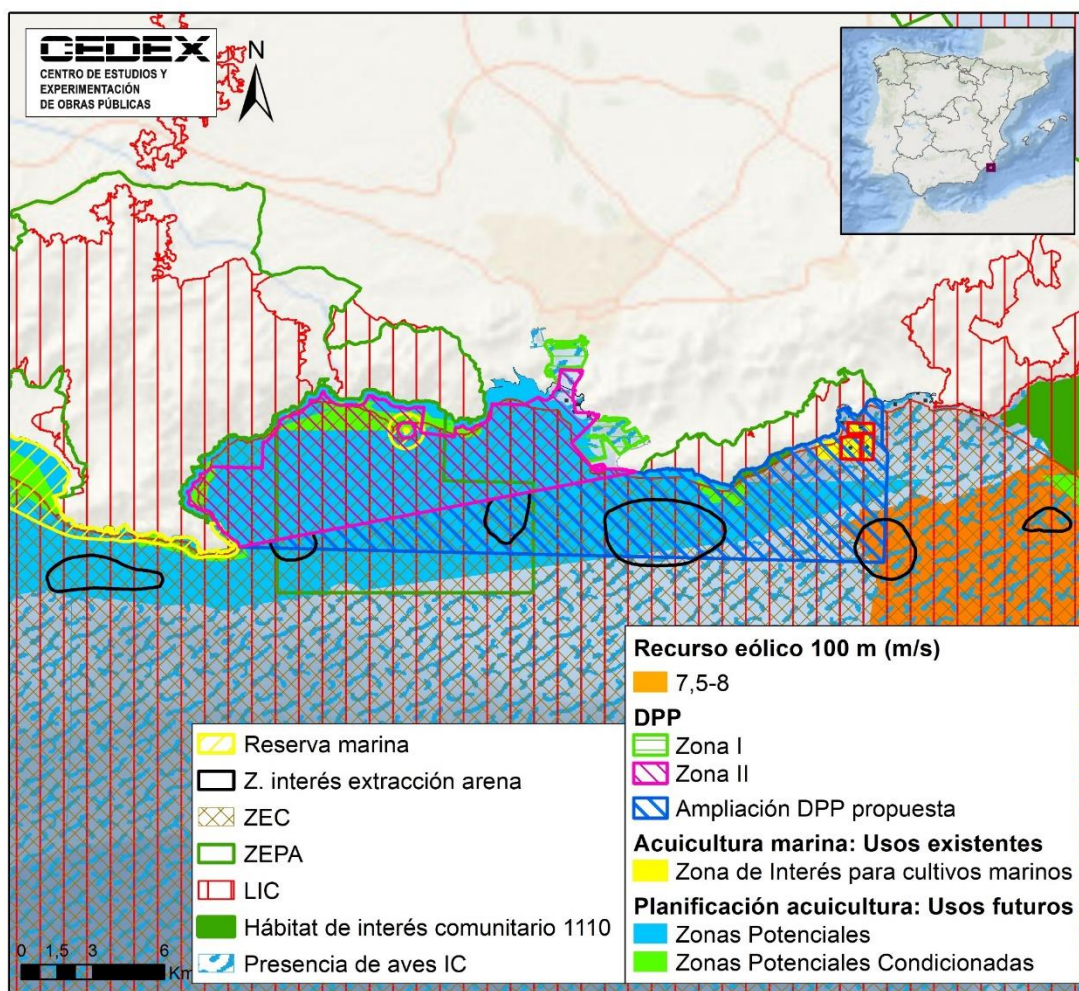 CEDEX
CENTRO DE ESTUDIOS Y
EXPERIMENTACIÓN
DE OBRAS PÚBLICAS
N
Recurso eólico 100 m (m/s)
7,5-8
DPP
Zona I
Zona II
Ampliación DPP propuesta
Acuicultura marina: Usos existentes
Zona de Interés para cultivos marinos
Planificación acuicultura: Usos futuros
Zonas Potenciales
Zonas Potenciales Condicionadas
Reserva marina
Z. interés extracción arena
ZEC
ZEPA
LIC
Hábitat de interés comunitario 1110
Presencia de aves IC
0 1,5 3 6
Km